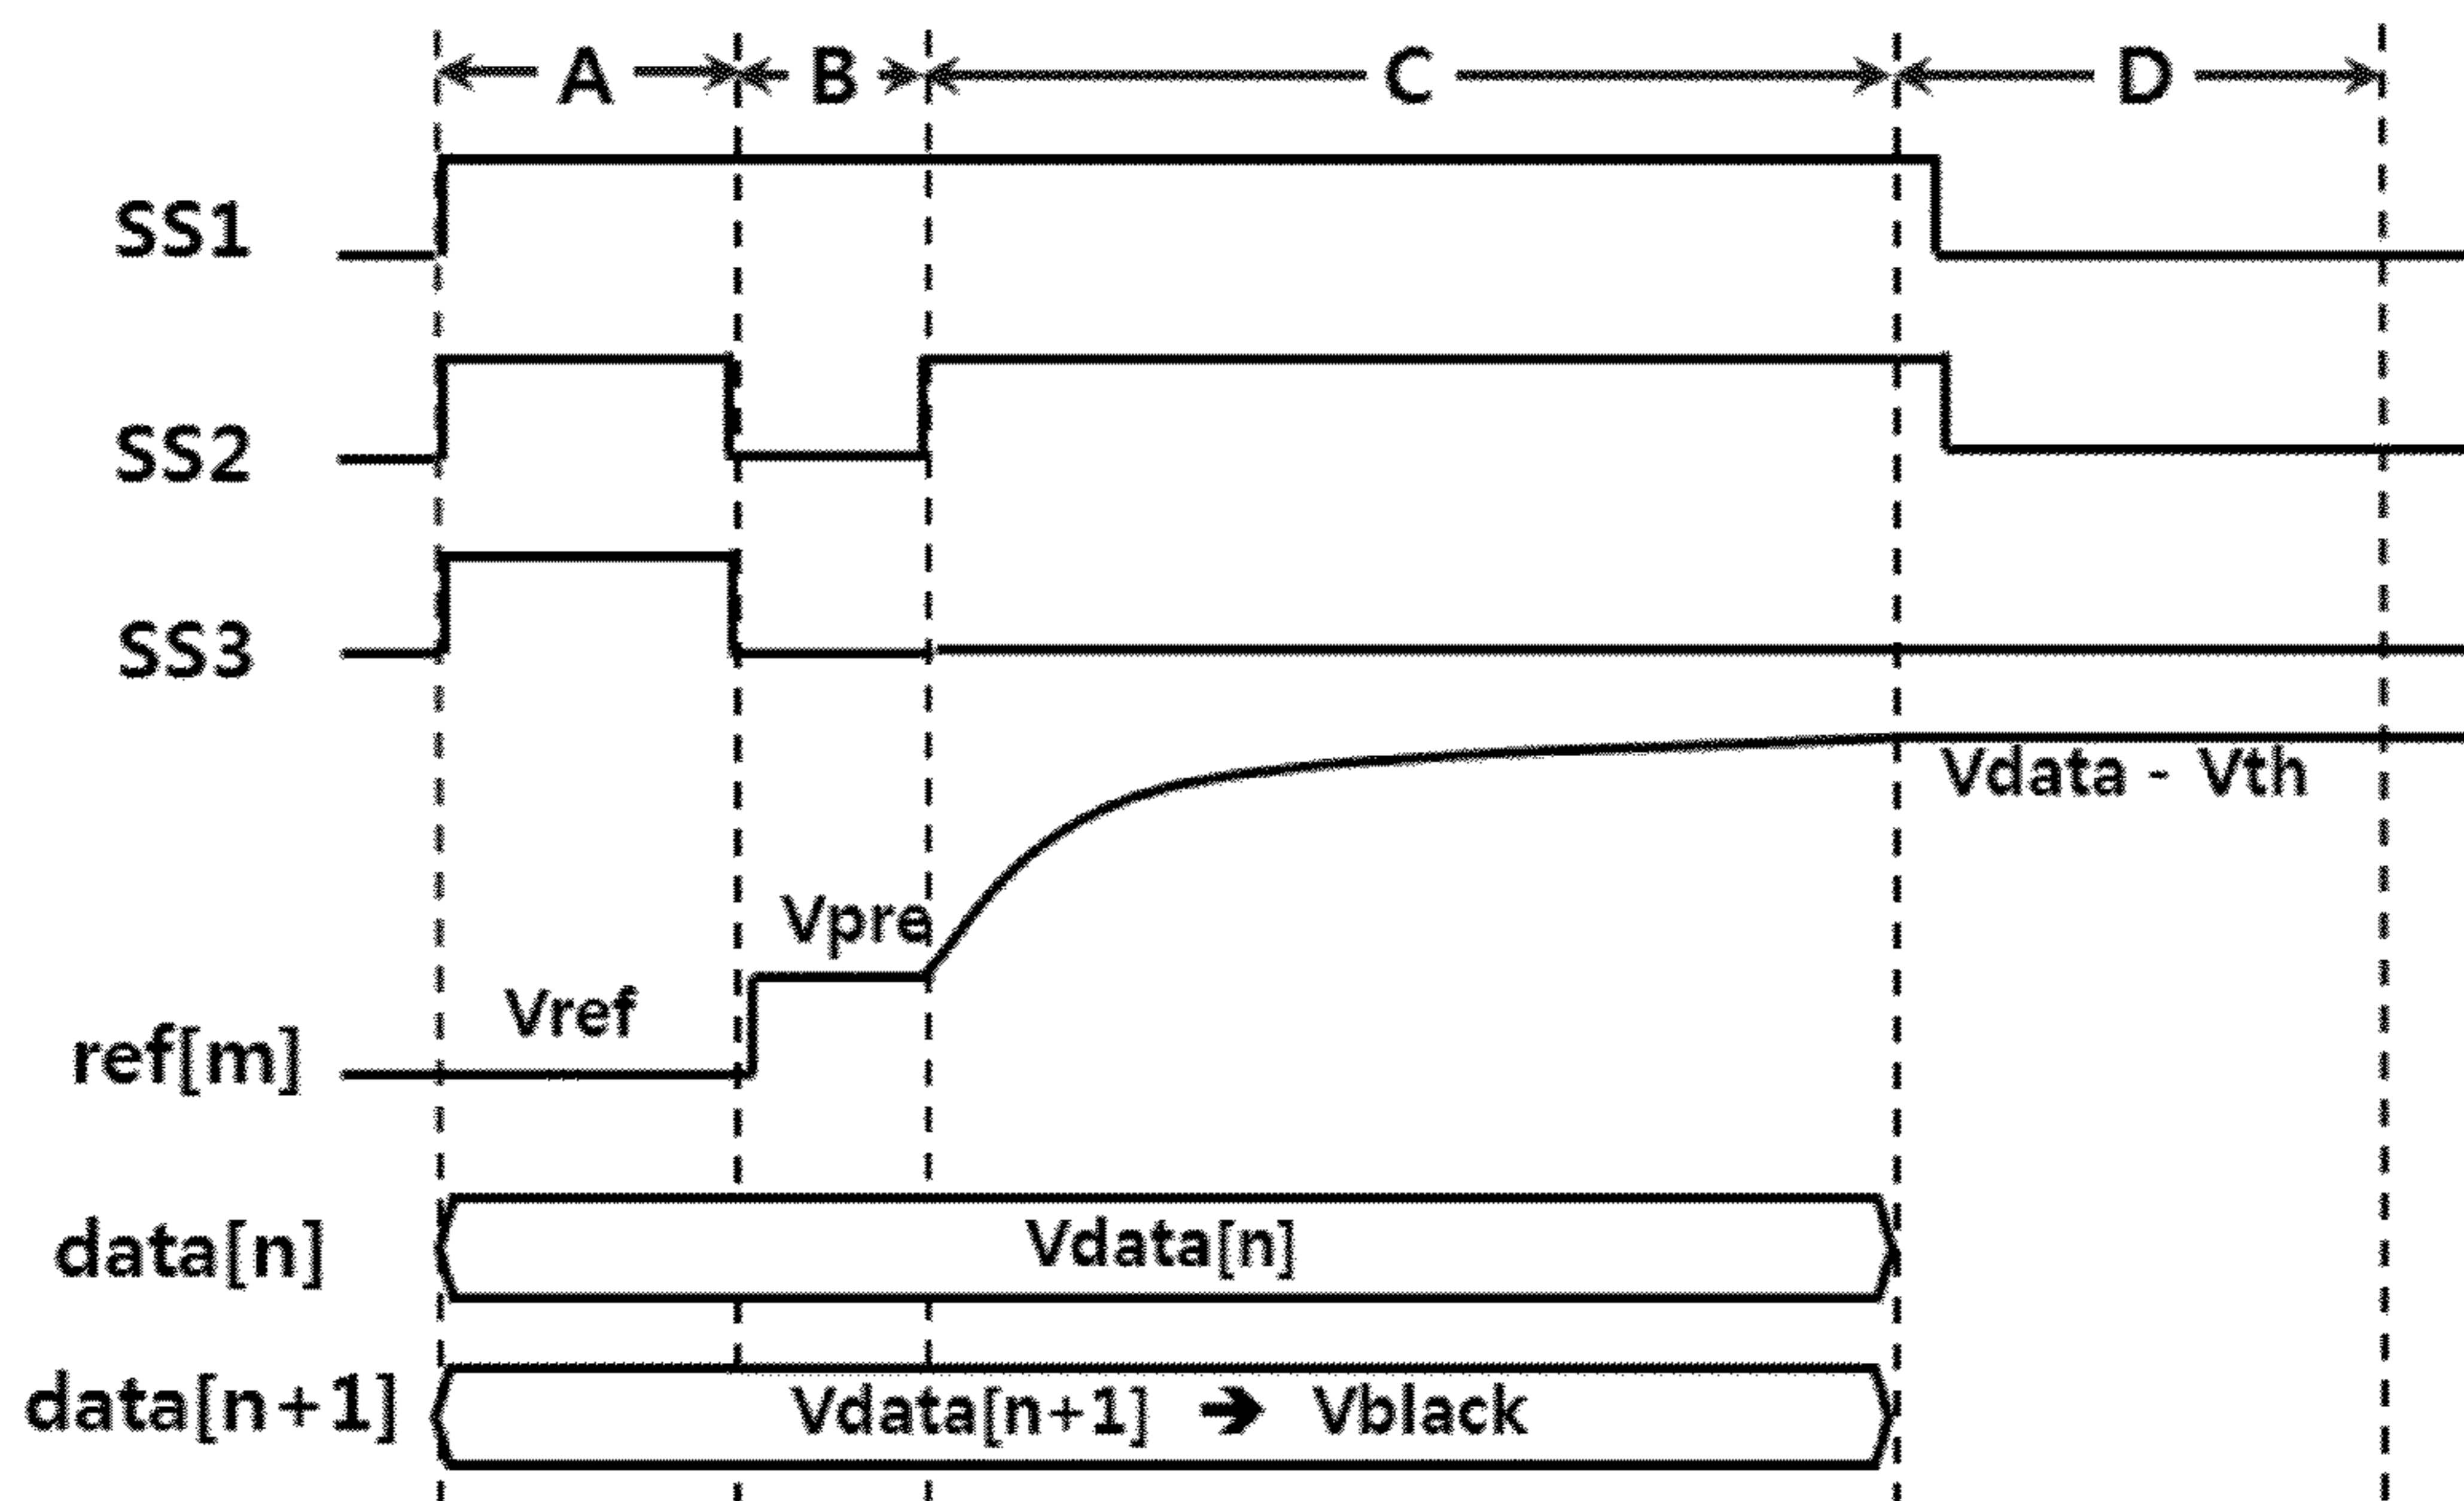 A B C D
SS1
SS2
SS3
Vdata - Vth
Vpre
Vref
ref[m]
data[n] Vdata[n]
data[n+1] Vdata[n+1] ➔ Vblack